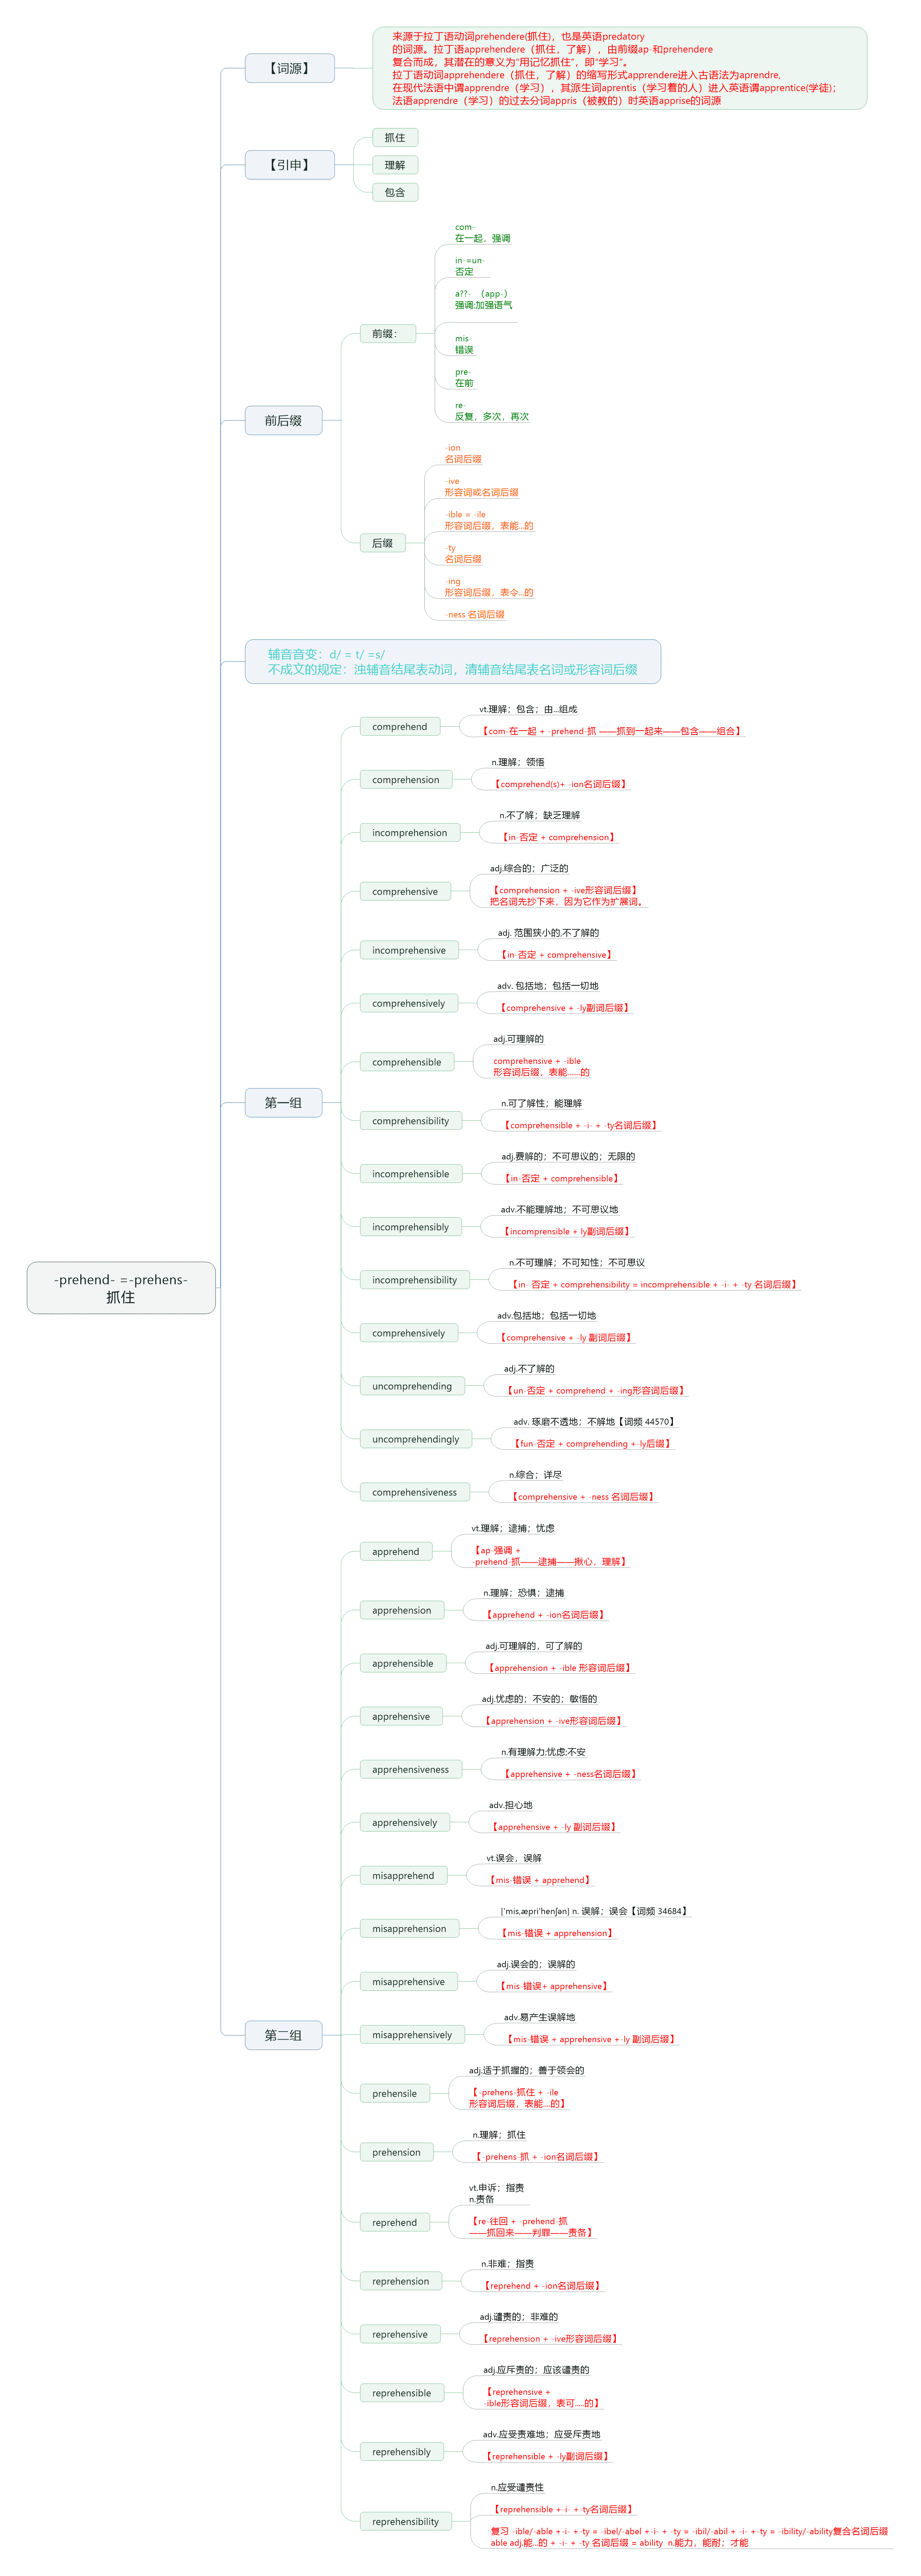 -prehend- =-prehens-
抓住
【词源】
来源于拉丁语动词prehendere(抓住)，也是英语predatory
的词源。拉丁语apprehendere（抓住，了解），由前缀ap-和prehendere
复合而成，其潜在的意义为“用记忆抓住”，即“学习”。
拉丁语动词apprehendere（抓住，了解）的缩写形式apprendere进入古语法为aprendre,
在现代法语中谓apprendre（学习），其派生词aprentis（学习着的人）进入英语谓apprentice(学徒)；
法语apprendre（学习）的过去分词appris（被教的）时英语apprise的词源
【引申】
抓住
理解
包含
前后缀
前缀：
com-
在一起，强调
in-=un-
否定
a??- （app-）
强调;加强语气
mis-
错误
pre-
在前
re-
反复，多次，再次
后缀
-ion
名词后缀
-ive
形容词或名词后缀
-ible = -ile
形容词后缀，表能...的
-ty
名词后缀
-ing
形容词后缀，表令...的
-ness 名词后缀
辅音音变：d/ = t/ =s/
不成文的规定：浊辅音结尾表动词，清辅音结尾表名词或形容词后缀
第一组
comprehend
vt.理解；包含；由...组成
【com-在一起 + -prehend-抓 ——抓到一起来——包含——组合】
comprehension
n.理解；领悟
【comprehend(s)+ -ion名词后缀】
incomprehension
n.不了解；缺乏理解
【in-否定 + comprehension】
comprehensive
adj.综合的；广泛的
【comprehension + -ive形容词后缀】
把名词先抄下来，因为它作为扩展词。
incomprehensive
adj. 范围狭小的,不了解的
【in-否定 + comprehensive】
comprehensively
adv. 包括地；包括一切地
【comprehensive + -ly副词后缀】
comprehensible
adj.可理解的
comprehensive + -ible
形容词后缀，表能......的
comprehensibility
n.可了解性；能理解
【comprehensible + -i- + -ty名词后缀】
incomprehensible
adj.费解的；不可思议的；无限的
【in-否定 + comprehensible】
incomprehensibly
adv.不能理解地；不可思议地
【incomprensible + ly副词后缀】
incomprehensibility
n.不可理解；不可知性；不可思议
【in- 否定 + comprehensibility = incomprehensible + -i- + -ty 名词后缀】
comprehensively
adv.包括地；包括一切地
【comprehensive + -ly 副词后缀】
uncomprehending
adj.不了解的
【un-否定 + comprehend + -ing形容词后缀】
uncomprehendingly
adv. 琢磨不透地；不解地【词频 44570】
【fun-否定 + comprehending +-ly后缀】
comprehensiveness
n.综合；详尽
【comprehensive + -ness 名词后缀】
第二组
apprehend
vt.理解；逮捕；忧虑
【ap-强调 +
-prehend-抓——逮捕——揪心，理解】
apprehension
n.理解；恐惧；逮捕
【apprehend + -ion名词后缀】
apprehensible
adj.可理解的，可了解的
【apprehension + -ible 形容词后缀】
apprehensive
adj.忧虑的；不安的；敏悟的
【apprehension + -ive形容词后缀】
apprehensiveness
n.有理解力;忧虑;不安
【apprehensive + -ness名词后缀】
apprehensively
adv.担心地
【apprehensive + -ly 副词后缀】
misapprehend
vt.误会，误解
【mis-错误 + apprehend】
misapprehension
['mis,æpri'henʃən] n. 误解；误会【词频 34684】
【mis-错误 + apprehension】
misapprehensive
adj.误会的；误解的
【mis-错误+ apprehensive】
misapprehensively
adv.易产生误解地
【mis-错误 + apprehensive +-ly 副词后缀】
prehensile
adj.适于抓握的；善于领会的
【-prehens-抓住 + -ile
形容词后缀，表能....的】
prehension
n.理解；抓住
【-prehens-抓 + -ion名词后缀】
reprehend
vt.申诉；指责
n.责备
【re-往回 + -prehend-抓
——抓回来——判罪——责备】
reprehension
n.非难；指责
【reprehend + -ion名词后缀】
reprehensive
adj.谴责的；非难的
【reprehension + -ive形容词后缀】
reprehensible
adj.应斥责的；应该谴责的
【reprehensive +
-ible形容词后缀，表可.....的】
reprehensibly
adv.应受责难地；应受斥责地
【reprehensible + -ly副词后缀】
reprehensibility
n.应受谴责性
【reprehensible +-i- +-ty名词后缀】
复习 -ible/-able +-i- +-ty = -ibel/-abel +-i- + -ty = -ibil/-abil + -i- +-ty = -ibility/-ability复合名词后缀
able adj.能...的 + -i- + -ty 名词后缀 = ability n.能力，能耐；才能